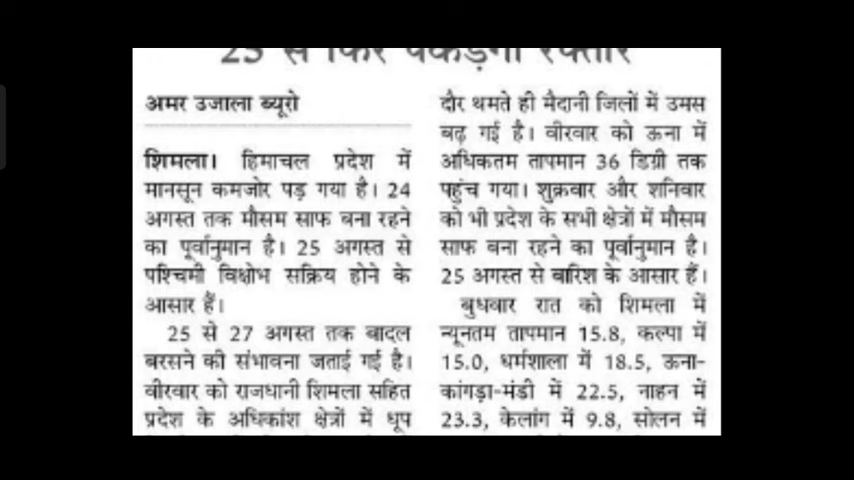 25 से फिर पकड़ेगा रफ्तार
अमर उजाला ब्यूरो
शिमला। हिमाचल प्रदेश में
मानसून कमजोर पड़ गया है। 24
अगस्त तक मौसम साफ बना रहने
का पूर्वानुमान है। 25 अगस्त से
पश्चिमी विक्षोभ सक्रिय होने के
आसार हैं।
25 से 27 अगस्त तक बादल
बरसने की संभावना जताई गई है।
वीरवार को राजधानी शिमला सहित
प्रदेश के अधिकांश क्षेत्रों में धूप
दौर थमते ही मैदानी जिलों में उमस
बढ़ गई है। वीरवार को ऊना में
अधिकतम तापमान 36 डिग्री तक
पहुंच गया। शुक्रवार और शनिवार
को भी प्रदेश के सभी क्षेत्रों में मौसम
साफ बना रहने का पूर्वानुमान है।
25 अगस्त से बारिश के आसार हैं।
बुधवार रात को शिमला में
न्यूनतम तापमान 15.8, कल्पा में
15.0, धर्मशाला में 18.5, ऊना-
कांगड़ा-मंडी में 22.5, नाहन में
23.3, केलांग में 9.8, सोलन में